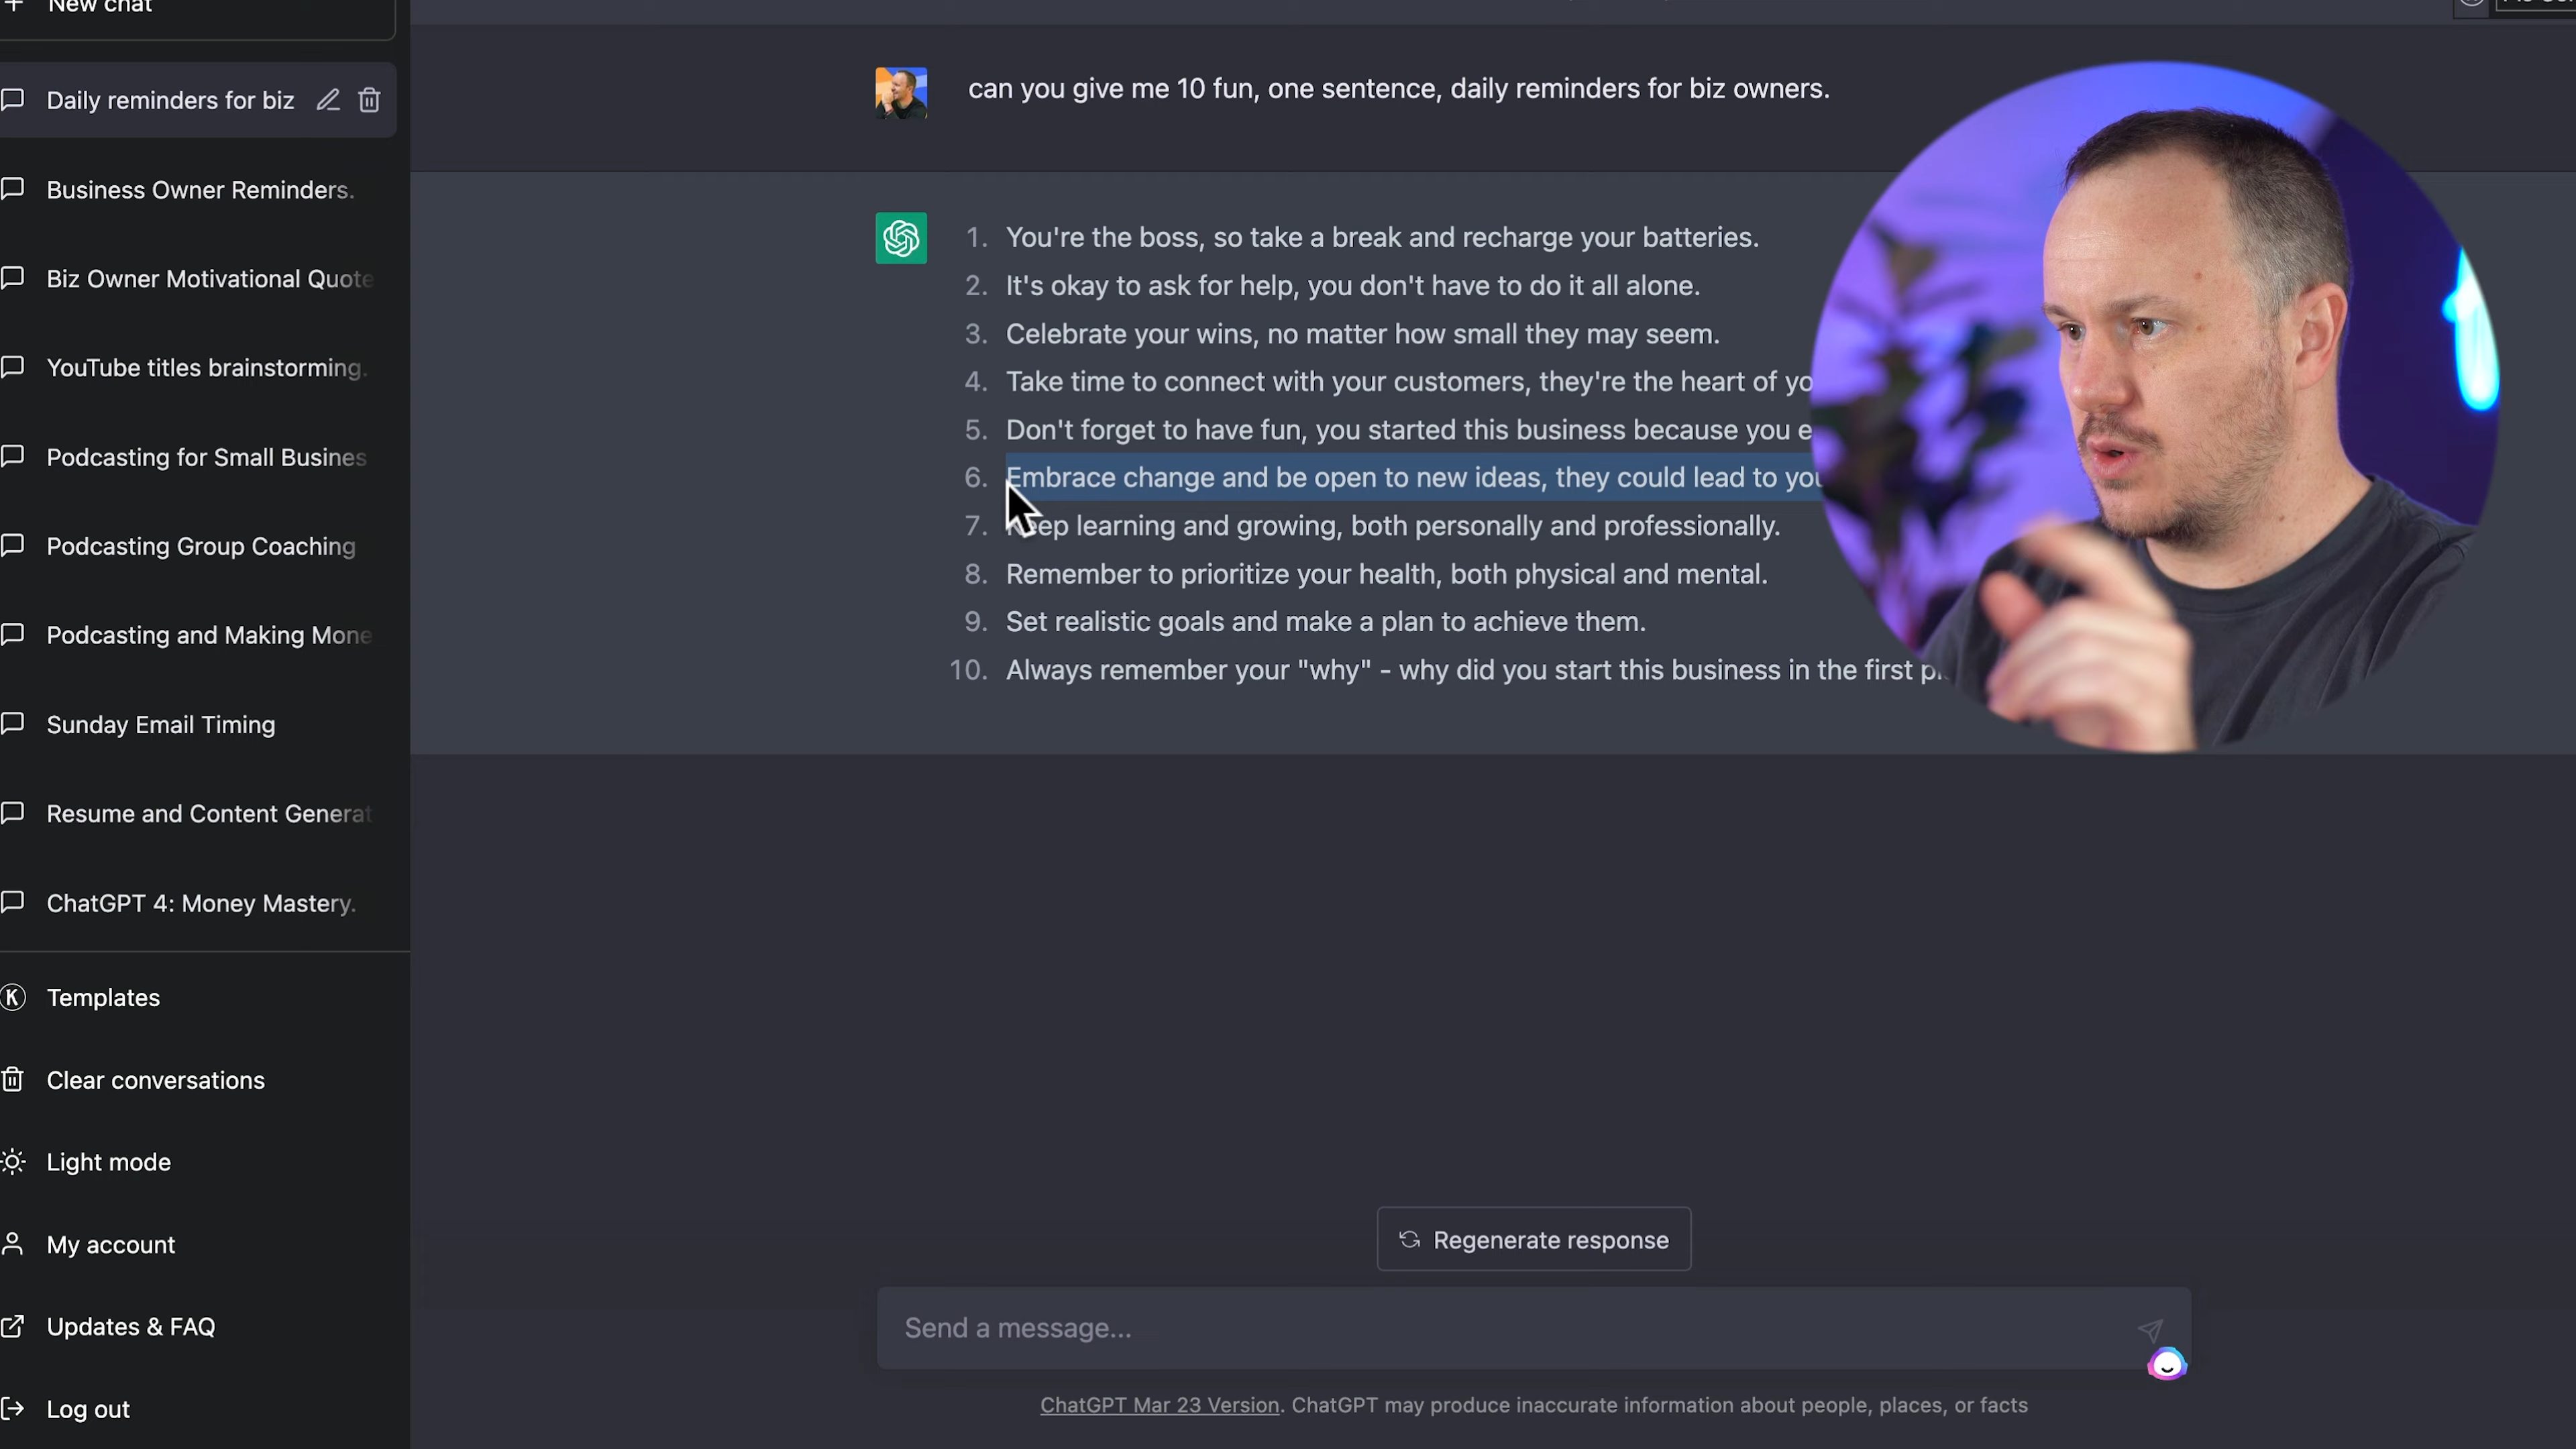 New chat
can you give me 10 fun, one sentence, daily reminders for biz owners.
Daily reminders for biz
Business Owner Reminders.
Biz Owner Motivational Quote
YouTube titles brainstorming.
Podcasting for Small Busines
Podcasting Group Coaching
Podcasting and Making Mone
Sunday Email Timing
Resume and Content Generat
ChatGPT 4: Money Mastery.
Templates
Clear conversations
Light mode
My account
Updates & FAQ
Log out
1. You're the boss, so take a break and recharge your batteries.
2. It's okay to ask for help, you don't have to do it all alone.
3. Celebrate your wins, no matter how small they may seem.
4. Take time to connect with your customers, they're the heart of yo
5. Don't forget to have fun, you started this business because you e
6. Embrace change and be open to new ideas, they could lead to you
7. Keep learning and growing, both personally and professionally.
8. Remember to prioritize your health, both physical and mental.
9. Set realistic goals and make a plan to achieve them.
10. Always remember your "why" - why did you start this business in the first
Regenerate response
Send a message...
ChatGPT Mar 23 Version. ChatGPT may produce inaccurate information about people, places, or facts